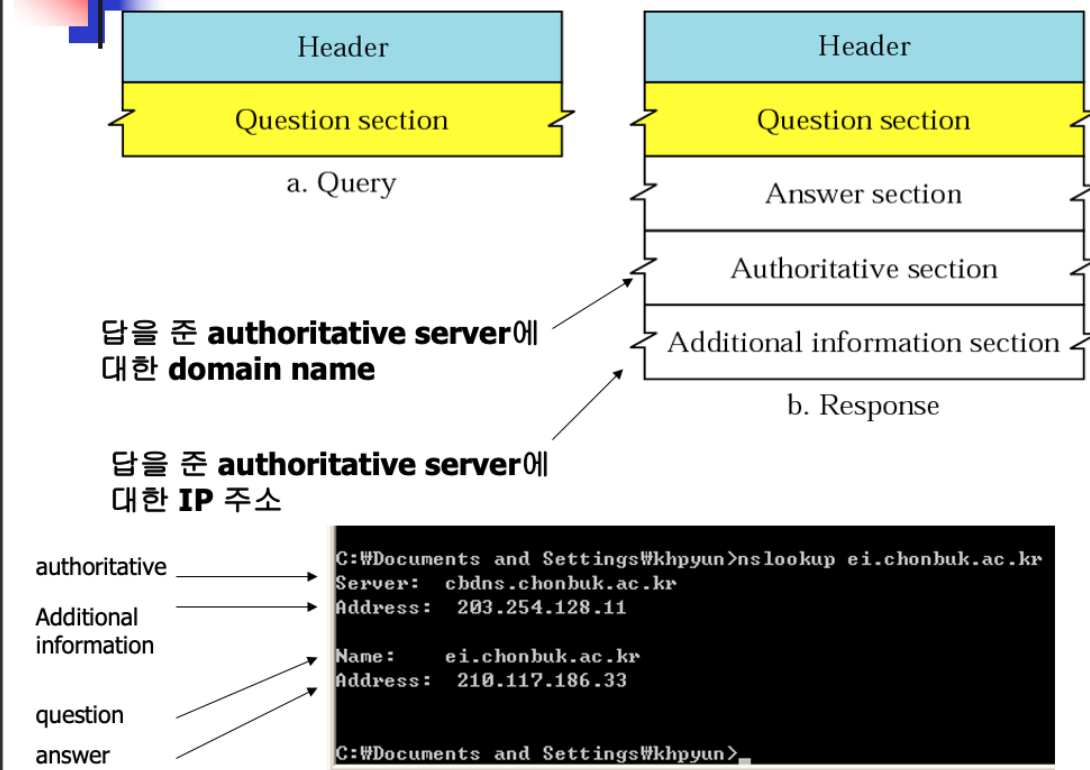 Header
Question section
a. Query
Header
Question section
Answer section
Authoritative section
Additional information section
b. Response
답을 준 authoritative server에
대한 domain name
답을 준 authoritative server에
대한 IP 주소
authoritative
Additional
information
question
answer
C:₩Documents and Settings₩khpyun>nslookup ei.chonbuk.ac.kr
Server:  cbdns.chonbuk.ac.kr
Address:  203.254.128.11
Name:    ei.chonbuk.ac.kr
Address:  210.117.186.33
C:₩Documents and Settings₩khpyun>_